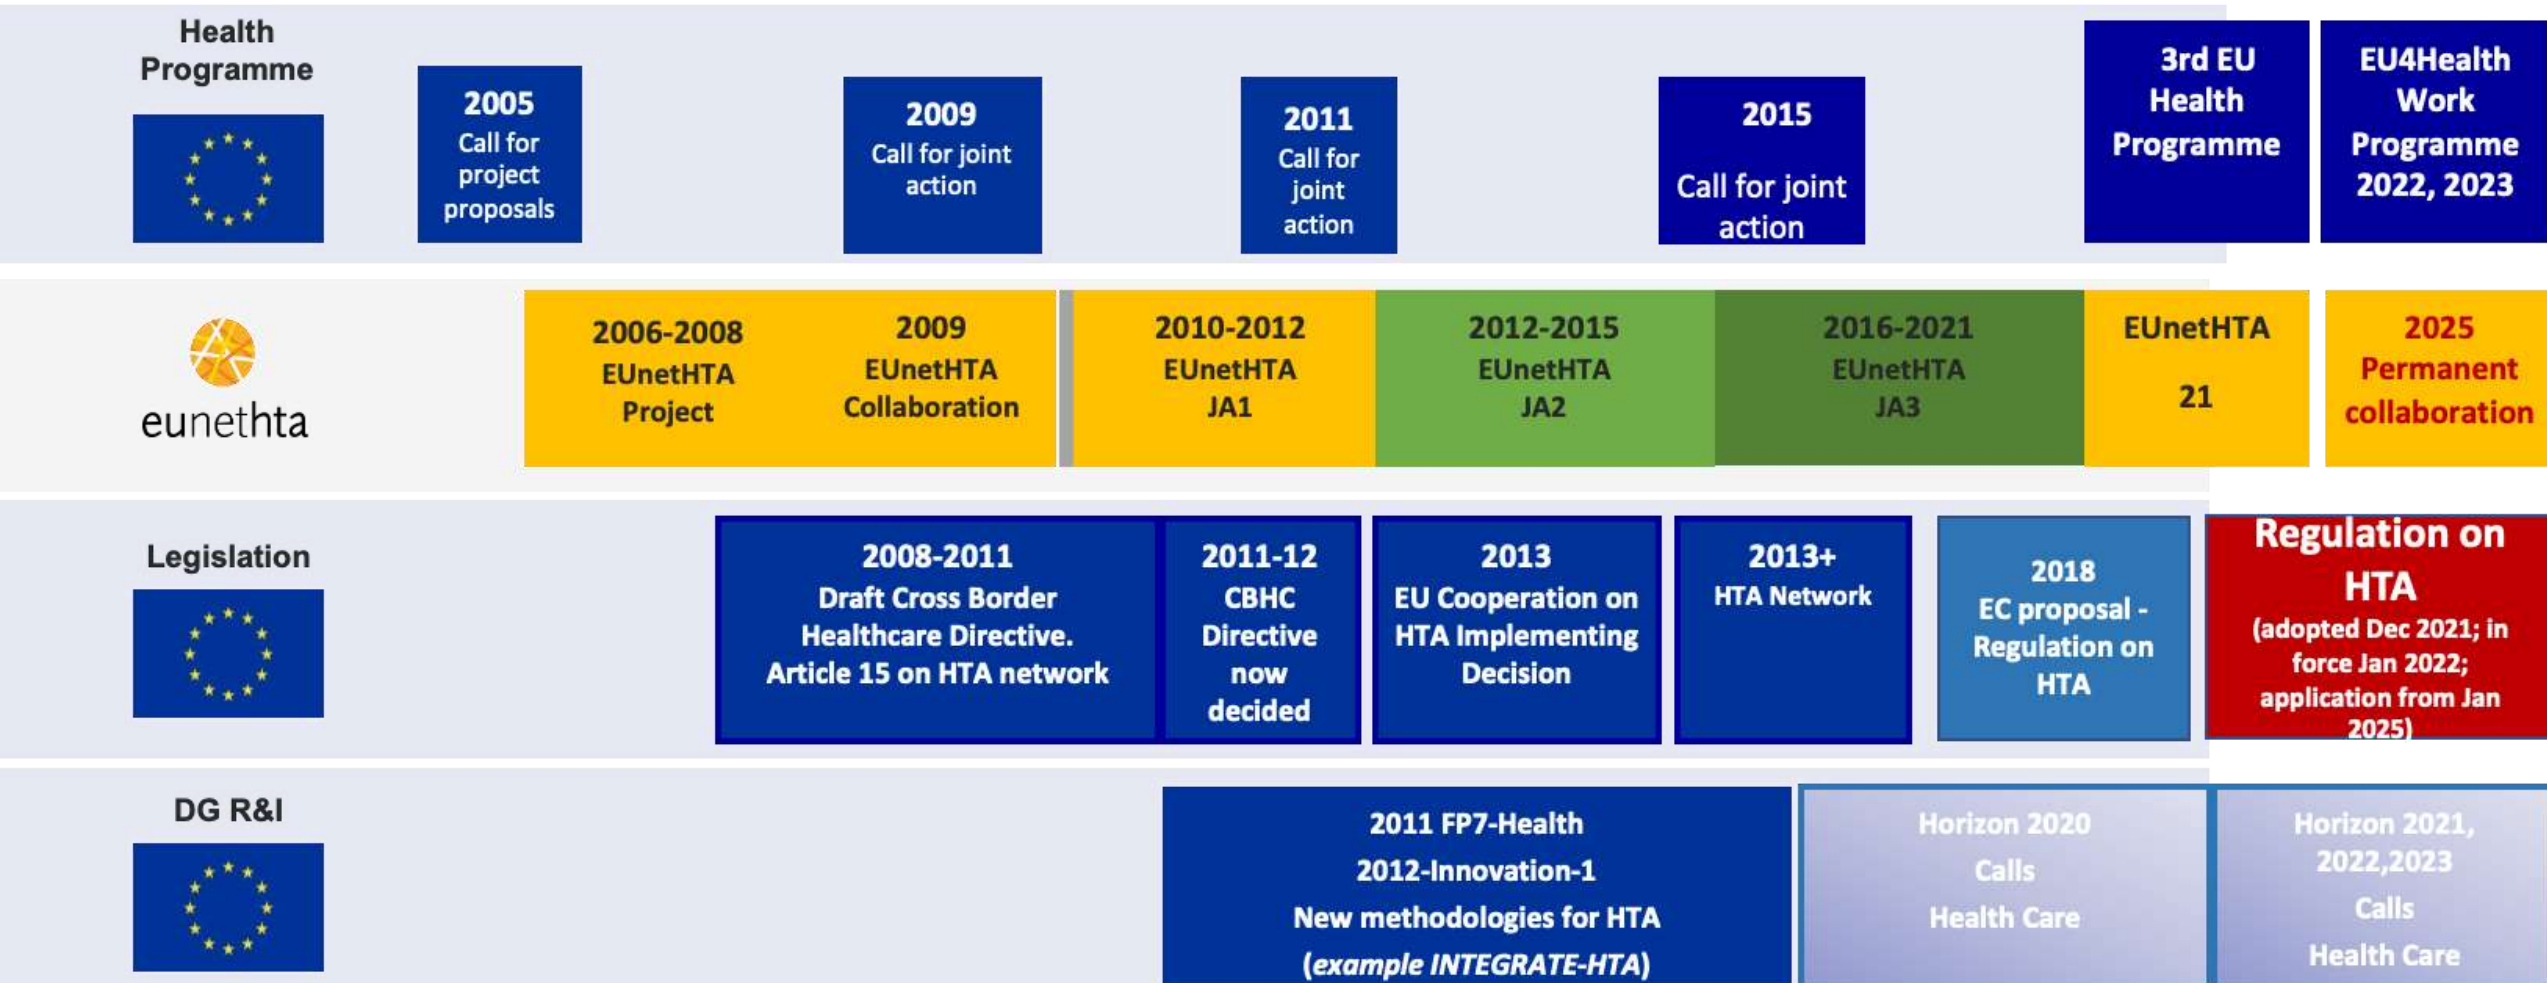 Health
Programme
2005
Call for
project
proposals
2009
Call for joint
action
2011
Call for
joint
action
2015
Call for joint
action
3rd EU
Health
Programme
EU4Health
Work
Programme
2022, 2023
eunethta
2006-2008
EUnetHTA
Project
2009
EUnetHTA
Collaboration
2010-2012
EUnetHTA
JA1
2012-2015
EUnetHTA
JA2
2016-2021
EUnetHTA
JA3
EUnetHTA
21
2025
Permanent
collaboration
Legislation
2008-2011
Draft Cross Border
Healthcare Directive.
Article 15 on HTA network
2011-12
CBHC
Directive
now
decided
2013
EU Cooperation on
HTA Implementing
Decision
2013+
HTA Network
2018
EC proposal -
Regulation on
HTA
Regulation on
HTA
(adopted Dec 2021; in
force Jan 2022;
application from Jan
2025)
DG R&I
2011 FP7-Health
2012-Innovation-1
New methodologies for HTA
(example INTEGRATE-HTA)
Horizon 2020
Calls
Health Care
Horizon 2021,
2022,2023
Calls
Health Care